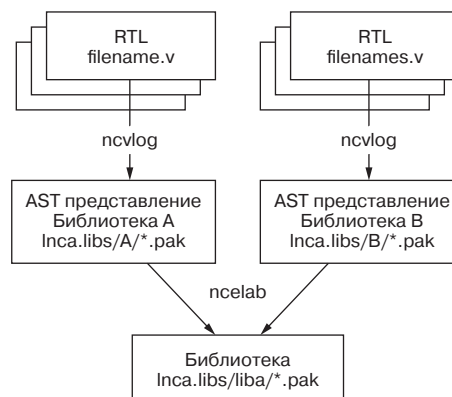 RTL
filename.v
RTL
filenames.v
ncvlog
ncvlog
AST представление
Библиотека A
Inca.libs/A/*.pak
AST представление
Библиотека B
Inca.libs/B/*.pak
ncelab
Библиотека
Inca.libs/liba/*.pak